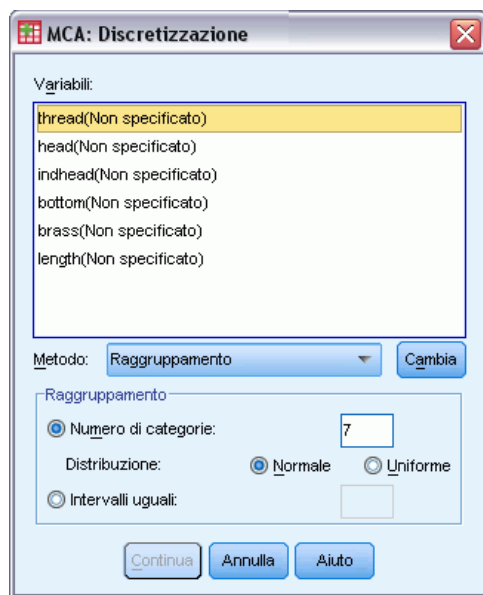 MCA: Discretizzazione
Variabili:
thread(Non specificato)
head(Non specificato)
indhead(Non specificato)
bottom(Non specificato)
brass(Non specificato)
length(Non specificato)
Metodo: Raggruppamento Cambia
Raggruppamento
Numero di categorie: 7
Distribuzione: Normale Uniforme
Intervalli uguali:
Continua Annulla Aiuto